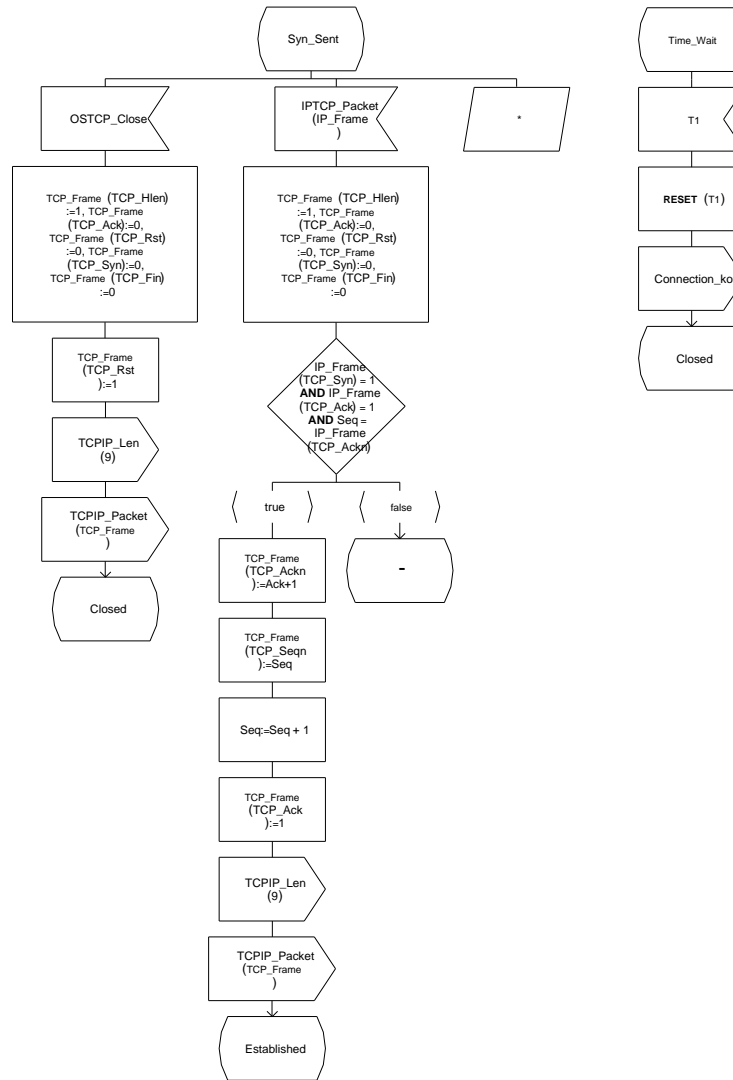 Syn_Sent
OSTCP_Close
TCP_Frame (TCP_Hlen)
:=1, TCP_Frame
(TCP_Ack):=0,
TCP_Frame (TCP_Rst)
:=0, TCP_Frame
(TCP_Syn):=0,
TCP_Frame (TCP_Fin)
:=0
TCP_Frame
(TCP_Rst
):=1
TCPIP_Len
(9)
TCPIP_Packet
(TCP_Frame
)
Closed
IPTCP_Packet
(IP_Frame
)
TCP_Frame (TCP_Hlen)
:=1, TCP_Frame
(TCP_Ack):=0,
TCP_Frame (TCP_Rst)
:=0, TCP_Frame
(TCP_Syn):=0,
TCP_Frame (TCP_Fin)
:=0
IP_Frame
(TCP_Syn) = 1
AND IP_Frame
(TCP_Ack) = 1
AND Seq =
IP_Frame
(TCP_Ackn)
true
TCP_Frame
(TCP_Ackn
):=Ack+1
TCP_Frame
(TCP_Seqn
):=Seq
Seq:=Seq + 1
TCP_Frame
(TCP_Ack
):=1
TCPIP_Len
(9)
TCPIP_Packet
(TCP_Frame
)
Established
false
-
*
Time_Wait
T1
RESET (T1)
Connection_ko
Closed